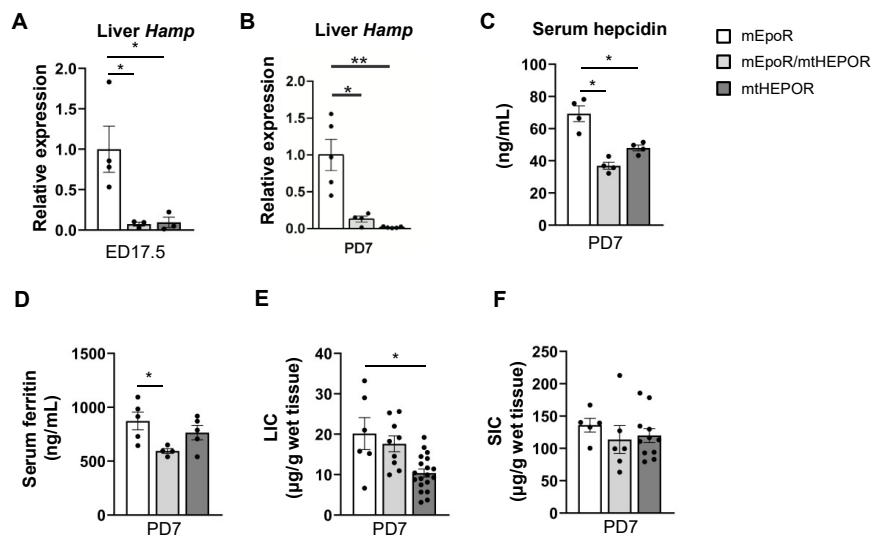 A
Liver Hamp
*
*
Relative expression
2.0
1.5
1.0
0.5
0.0
ED17.5
B
Liver Hamp
**
*
Relative expression
2.0
1.5
1.0
0.5
0.0
PD7
C
Serum hepcidin
*
*
(ng/mL)
100
80
60
40
20
0
PD7
mEpoR
mEpoR/mtHEPOR
mtHEPOR
D
*
Serum ferritin
(ng/mL)
1500
1000
500
0
PD7
E
*
LIC
(µg/g wet tissue)
40
30
20
10
0
PD7
F
SIC
(µg/g wet tissue)
250
200
150
100
50
0
PD7